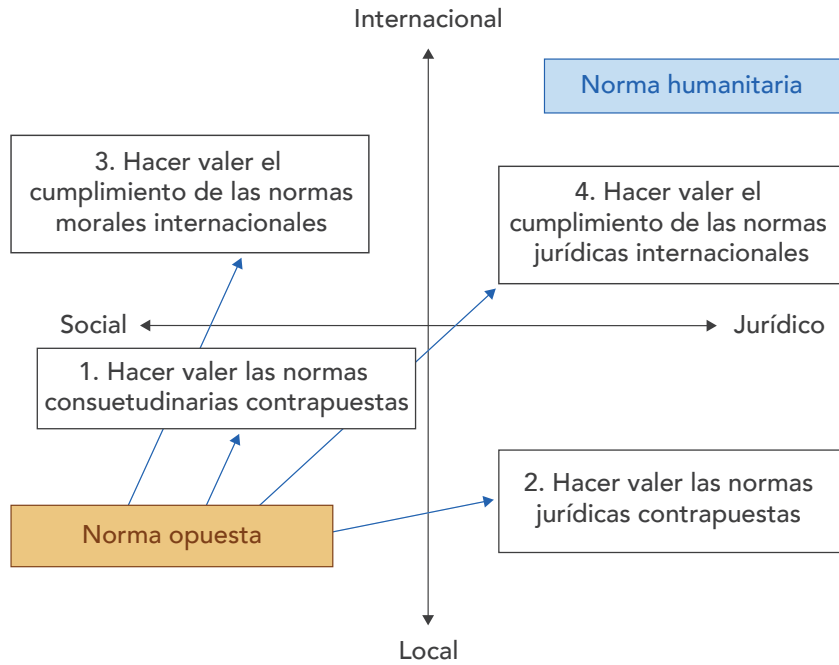 Internacional
Norma humanitaria
3. Hacer valer el
cumplimiento de las normas
morales internacionales
4. Hacer valer el
cumplimiento de las normas
jurídicas internacionales
Social
Jurídico
1. Hacer valer las normas
consuetudinarias contrapuestas
2. Hacer valer las normas
jurídicas contrapuestas
Norma opuesta
Local